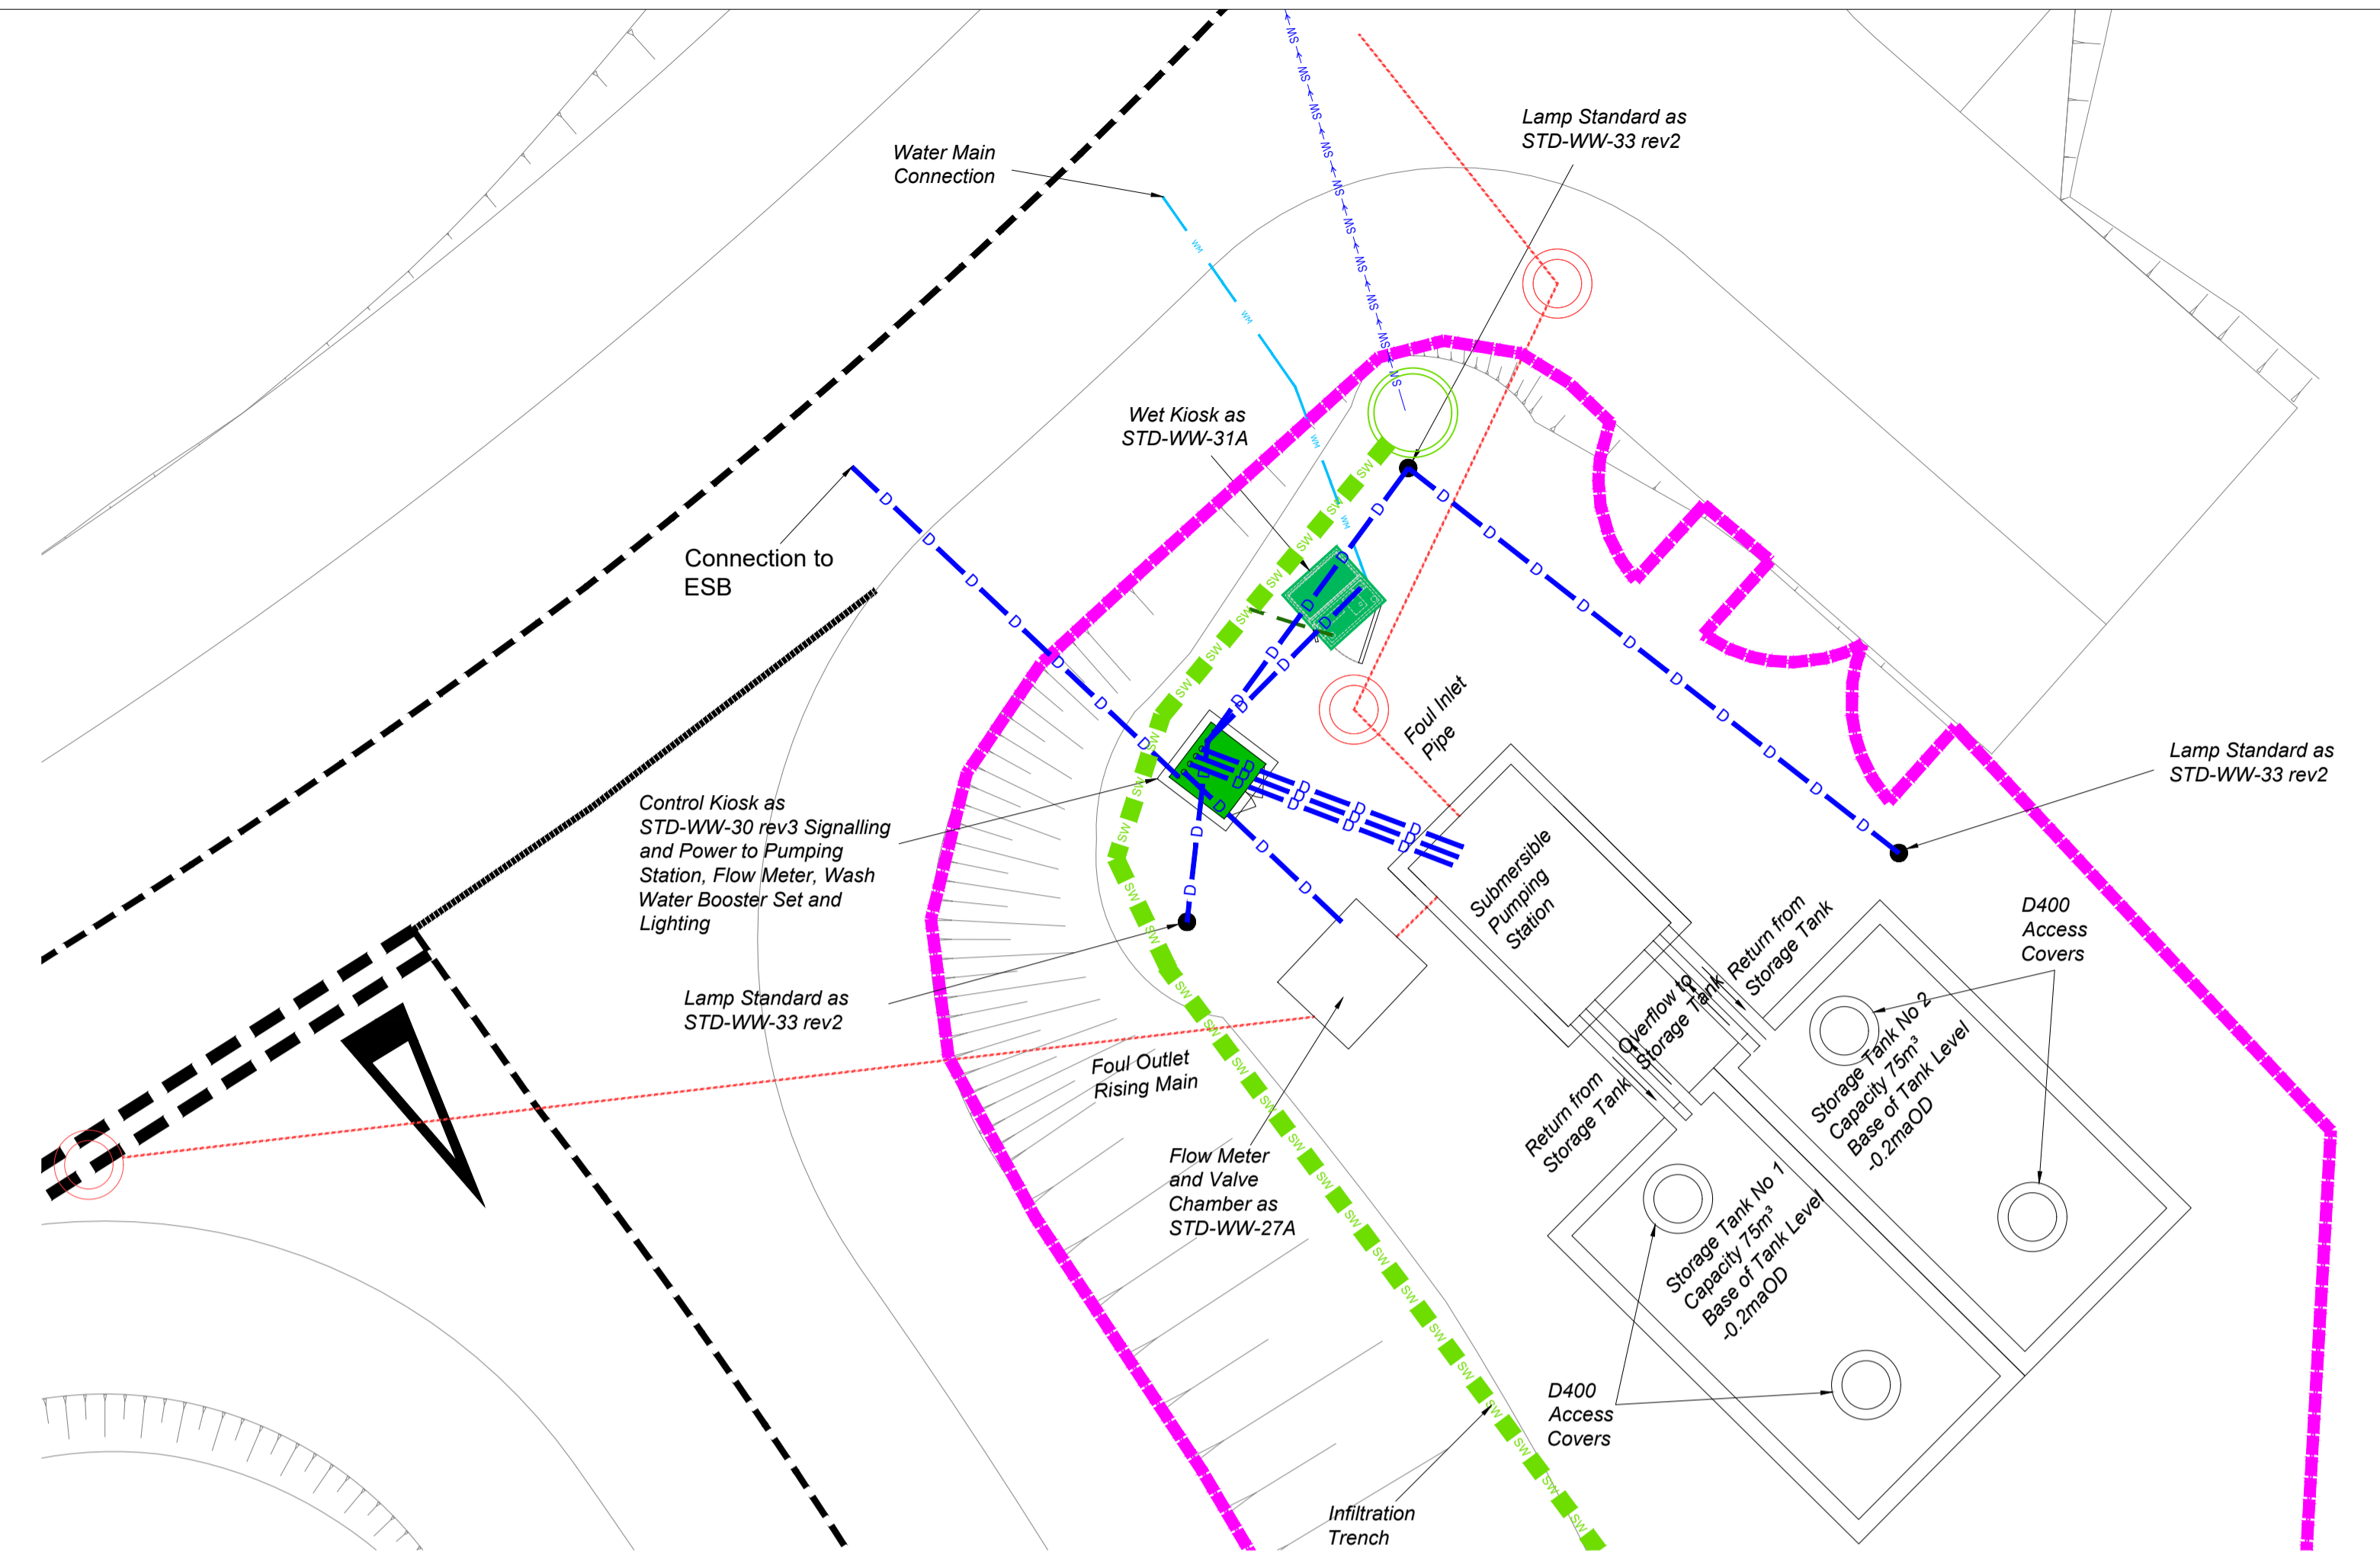 Lamp Standard as
STD-WW-33 rev2
Water Main
Connection
Wet Kiosk as
STD-WW-31A
Connection to
ESB
Foul Inlet
Pipe
Lamp Standard as
STD-WW-33 rev2
Control Kiosk as
STD-WW-30 rev3 Signalling
and Power to Pumping
Station, Flow Meter, Wash
Water Booster Set and
Lighting
Submersible
Pumping
Station
D400
Access
Covers
Return from
Storage Tank
Overflow to
Storage Tank
Lamp Standard as
STD-WW-33 rev2
Storage Tank No 2
Capacity 75m³
Base of Tank Level
-0.2maOD
Foul Outlet
Rising Main
Return from
Storage Tank
Flow Meter
and Valve
Chamber as
STD-WW-27A
Storage Tank No 1
Capacity 75m³
Base of Tank Level
-0.2maOD
D400
Access
Covers
Infiltration
Trench